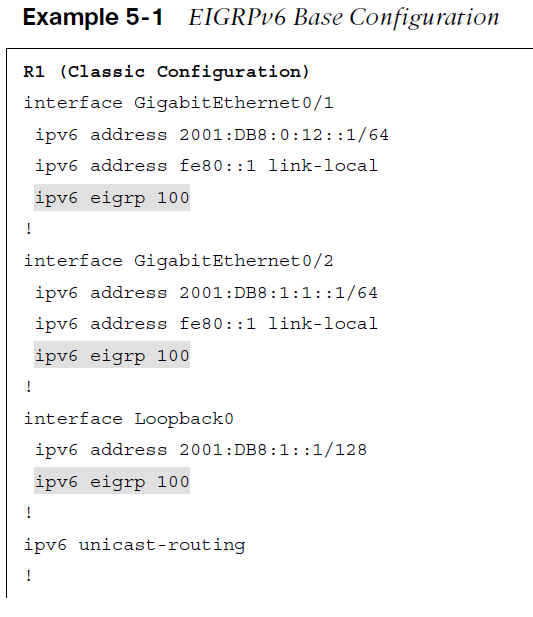 Example 5-1 EIGRPv6 Base Configuration
R1 (Classic Configuration)
interface GigabitEthernet0/1
ipv6 address 2001:DB8:0:12::1/64
ipv6 address fe80::1 link-local
ipv6 eigrp 100
!
interface GigabitEthernet0/2
ipv6 address 2001:DB8:1:1::1/64
ipv6 address fe80::1 link-local
ipv6 eigrp 100
!
interface Loopback0
ipv6 address 2001:DB8:1::1/128
ipv6 eigrp 100
!
ipv6 unicast-routing
!